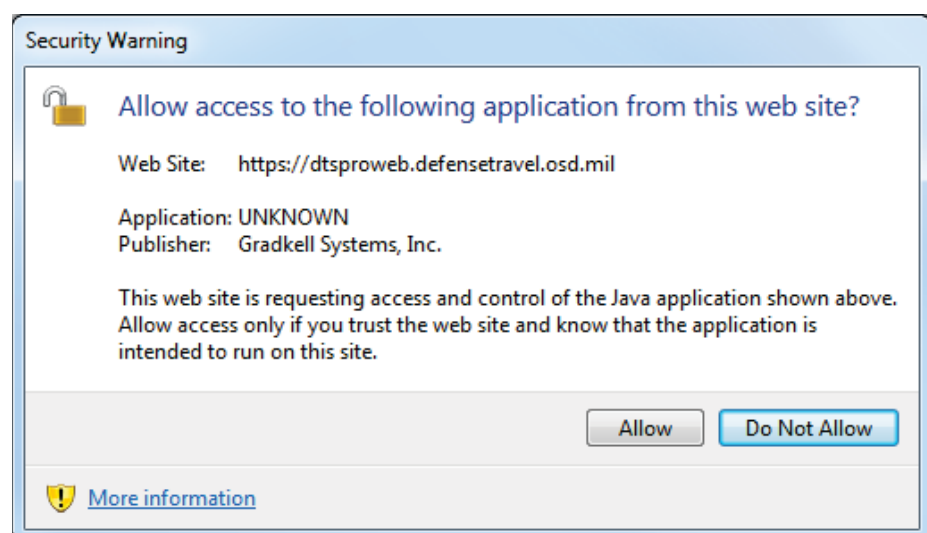 Security Warning
Allow access to the following application from this web site?
Web Site: https://dtsproweb.defensetravel.osd.mil
Application: UNKNOWN
Publisher: Gradkell Systems, Inc.
This web site is requesting access and control of the Java application shown above.
Allow access only if you trust the web site and know that the application is
intended to run on this site.
Allow Do Not Allow
More information